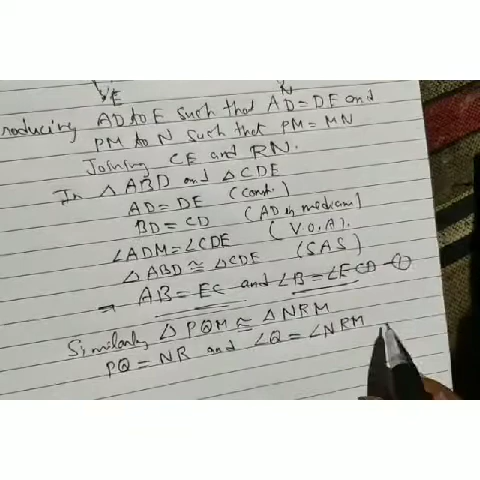 E N
roducing AD to E such that AD = DE and
PM to N such that PM = MN
Joining CE and RN.
In △ ABD and △ CDE
AD = DE (Const.)
BD = CD (AD is median)
∠ADM = ∠CDE (V.O.A).
△ ABD ≅ △CDE (SAS)
⇒ AB = EC and ∠B = ∠ECD —①
Similarly △ PQM ≅ △NRM
PQ = NR and ∠Q = ∠NRM